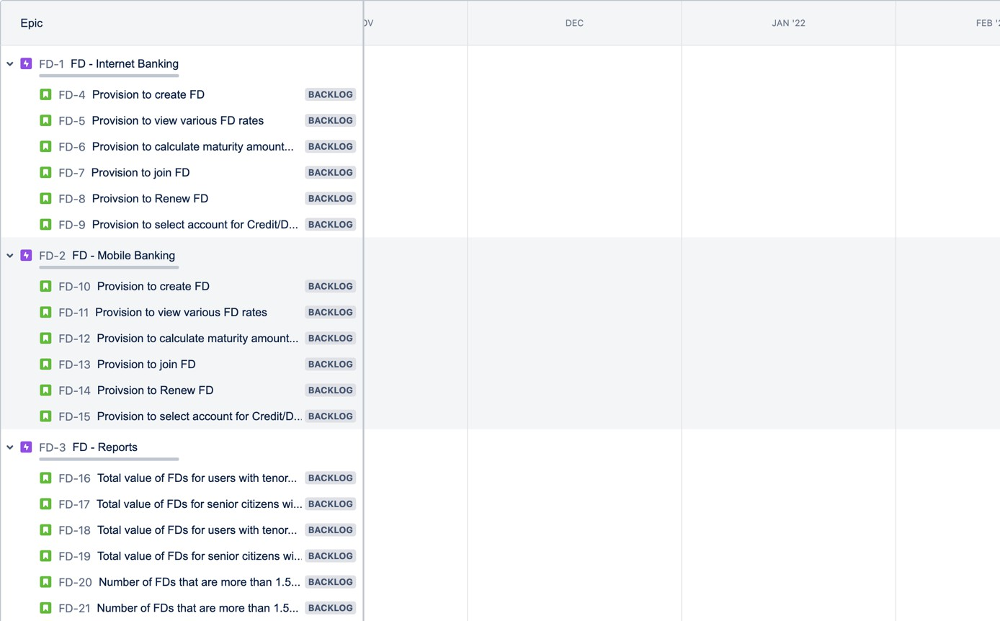 Epic OV DEC JAN '22 FEB '2
FD-1 FD - Internet Banking
FD-4 Provision to create FD BACKLOG
FD-5 Provision to view various FD rates BACKLOG
FD-6 Provision to calculate maturity amount... BACKLOG
FD-7 Provision to join FD BACKLOG
FD-8 Proivsion to Renew FD BACKLOG
FD-9 Provision to select account for Credit/D... BACKLOG
FD-2 FD - Mobile Banking
FD-10 Provision to create FD BACKLOG
FD-11 Provision to view various FD rates BACKLOG
FD-12 Provision to calculate maturity amount... BACKLOG
FD-13 Provision to join FD BACKLOG
FD-14 Proivsion to Renew FD BACKLOG
FD-15 Provision to select account for Credit/D... BACKLOG
FD-3 FD - Reports
FD-16 Total value of FDs for users with tenor... BACKLOG
FD-17 Total value of FDs for senior citizens wi... BACKLOG
FD-18 Total value of FDs for users with tenor... BACKLOG
FD-19 Total value of FDs for senior citizens wi... BACKLOG
FD-20 Number of FDs that are more than 1.5... BACKLOG
FD-21 Number of FDs that are more than 1.5... BACKLOG